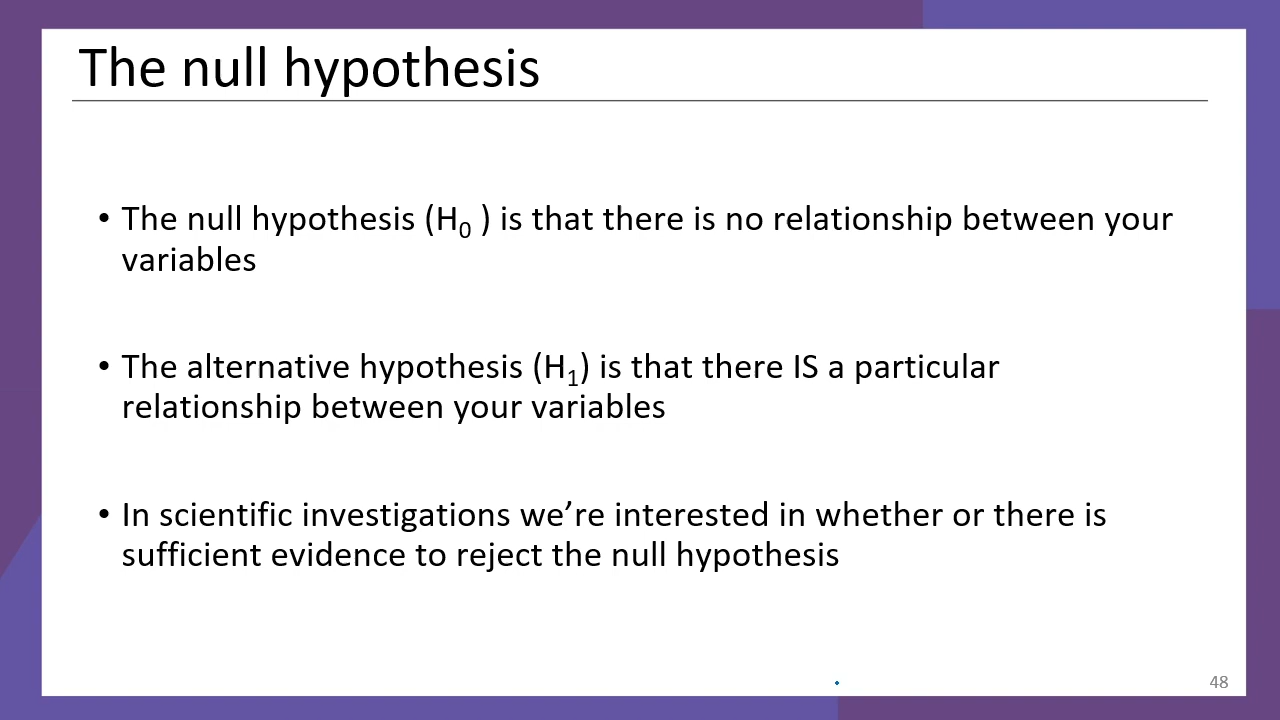 The null hypothesis
• The null hypothesis (H0 ) is that there is no relationship between your
variables
• The alternative hypothesis (H1) is that there IS a particular
relationship between your variables
• In scientific investigations we’re interested in whether or there is
sufficient evidence to reject the null hypothesis
48